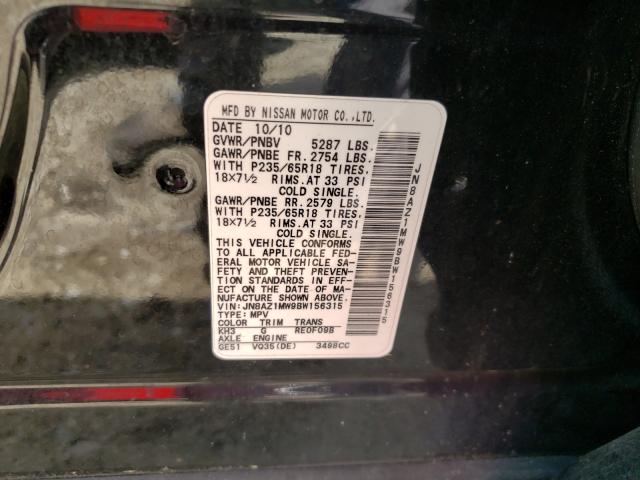 MFD BY NISSAN MOTOR CO.,LTD.
DATE 10/10
GVWR/PNBV 5287 LBS.
GAWR/PNBE FR. 2754 LBS.
WITH P235/65R18 TIRES,
18×7½ RIMS. AT 33 PSI
COLD SINGLE.
GAWR/PNBE RR. 2579 LBS.
WITH P235/65R18 TIRES,
18×7½ RIMS. AT 33 PSI
COLD SINGLE.
THIS VEHICLE CONFORMS
TO ALL APPLICABLE FED-
ERAL MOTOR VEHICLE SA-
FETY AND THEFT PREVEN-
TION STANDARDS IN EFF-
ECT ON THE DATE OF MA-
NUFACTURE SHOWN ABOVE.
VIN: JN8AZ1MW9BW156315
TYPE: MPV
COLOR TRIM TRANS
KH3 G RE0F09B
AXLE ENGINE
GE51 VQ35(DE) 3498CC
JN8AZ1MW9BW156315